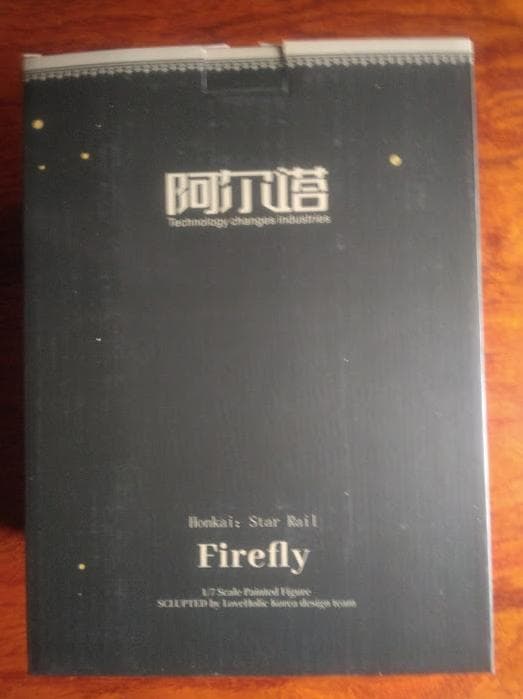 阿尔塔
Technology changes industries
Honkai: Star Rail
Firefly
1/7 Scale Painted Figure
SCLUPTED by LoveHolic Korea design team